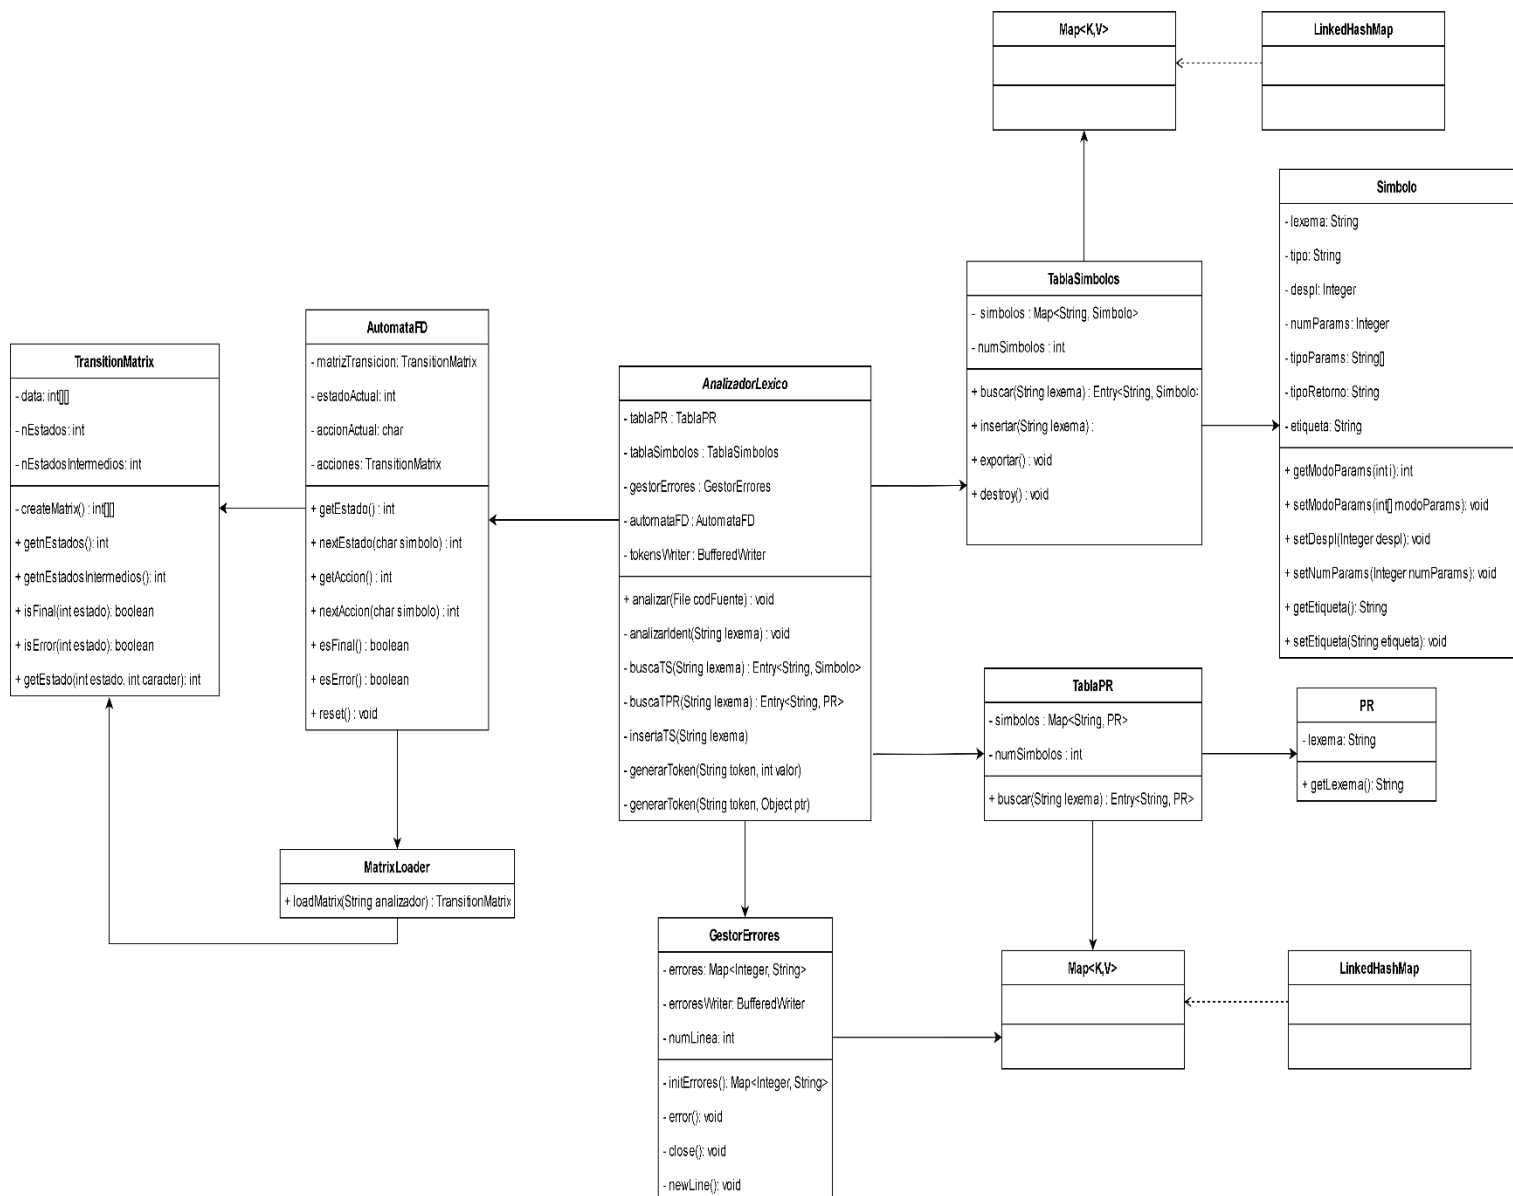 Map<K,V>
LinkedHashMap
Simbolo
- lexema: String
- tipo: String
- despl: Integer
- numParams: Integer
- tipoParams: String[]
- tipoRetorno: String
- etiqueta: String
+ getModoParams(int i): int
+ setModoParams(int[] modoParams): void
+ setDespl(Integer despl): void
+ setNumParams(Integer numParams): void
+ getEtiqueta(): String
+ setEtiqueta(String etiqueta): void
TablaSimbolos
- simbolos : Map<String, Simbolo>
- numSimbolos : int
+ buscar(String lexema) : Entry<String, Simbolo>
+ insertar(String lexema) :
+ exportar() : void
+ destroy() : void
AutomataFD
- matrizTransicion: TransitionMatrix
- estadoActual: int
- accionActual: char
- acciones: TransitionMatrix
+ getEstado() : int
+ nextEstado(char simbolo) : int
+ getAccion() : int
+ nextAccion(char simbolo) : int
+ esFinal() : boolean
+ esError() : boolean
+ reset() : void
TransitionMatrix
- data: int[][]
- nEstados: int
- nEstadosIntermedios: int
- createMatrix() : int[][]
+ getnEstados(): int
+ getnEstadosIntermedios(): int
+ isFinal(int estado): boolean
+ isError(int estado): boolean
+ getEstado(int estado. int caracter): int
AnalizadorLexico
- tablaPR : TablaPR
- tablaSimbolos : TablaSimbolos
- gestorErrores : GestorErrores
- automataFD : AutomataFD
- tokensWriter : BufferedWriter
+ analizar(File codFuente) : void
- analizarIdent(String lexema) : void
- buscaTS(String lexema) : Entry<String, Simbolo>
- buscaTPR(String lexema) : Entry<String, PR>
- insertaTS(String lexema)
- generarToken(String token, int valor)
- generarToken(String token, Object ptr)
TablaPR
- simbolos : Map<String, PR>
- numSimbolos : int
+ buscar(String lexema) : Entry<String, PR>
PR
- lexema: String
+ getLexema(): String
MatrixLoader
+ loadMatrix(String analizador) : TransitionMatrix
GestorErrores
- errores: Map<Integer, String>
- erroresWriter: BufferedWriter
- numLinea: int
- initErrores(): Map<Integer, String>
- error(): void
- close(): void
- newLine(): void
Map<K,V>
LinkedHashMap